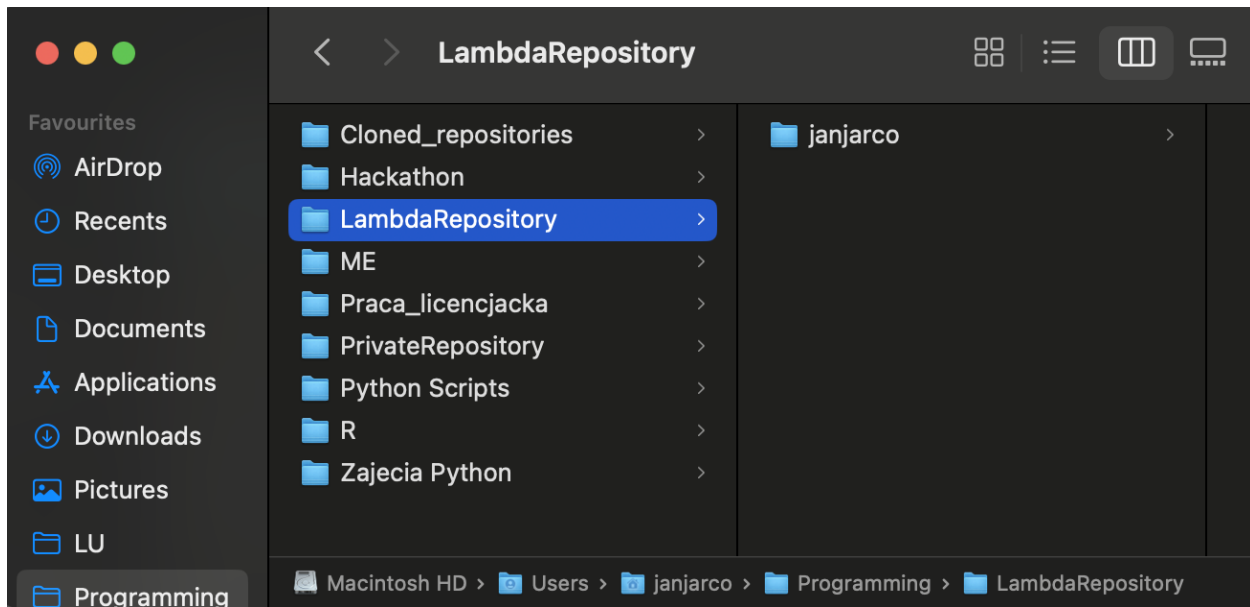 LambdaRepository
Favourites
AirDrop
Recents
Desktop
Documents
Applications
Downloads
Pictures
LU
Programming
Cloned_repositories
Hackathon
LambdaRepository
ME
Praca_licencjacka
PrivateRepository
Python Scripts
R
Zajecia Python
janjarco
Macintosh HD › Users › janjarco › Programming › LambdaRepository